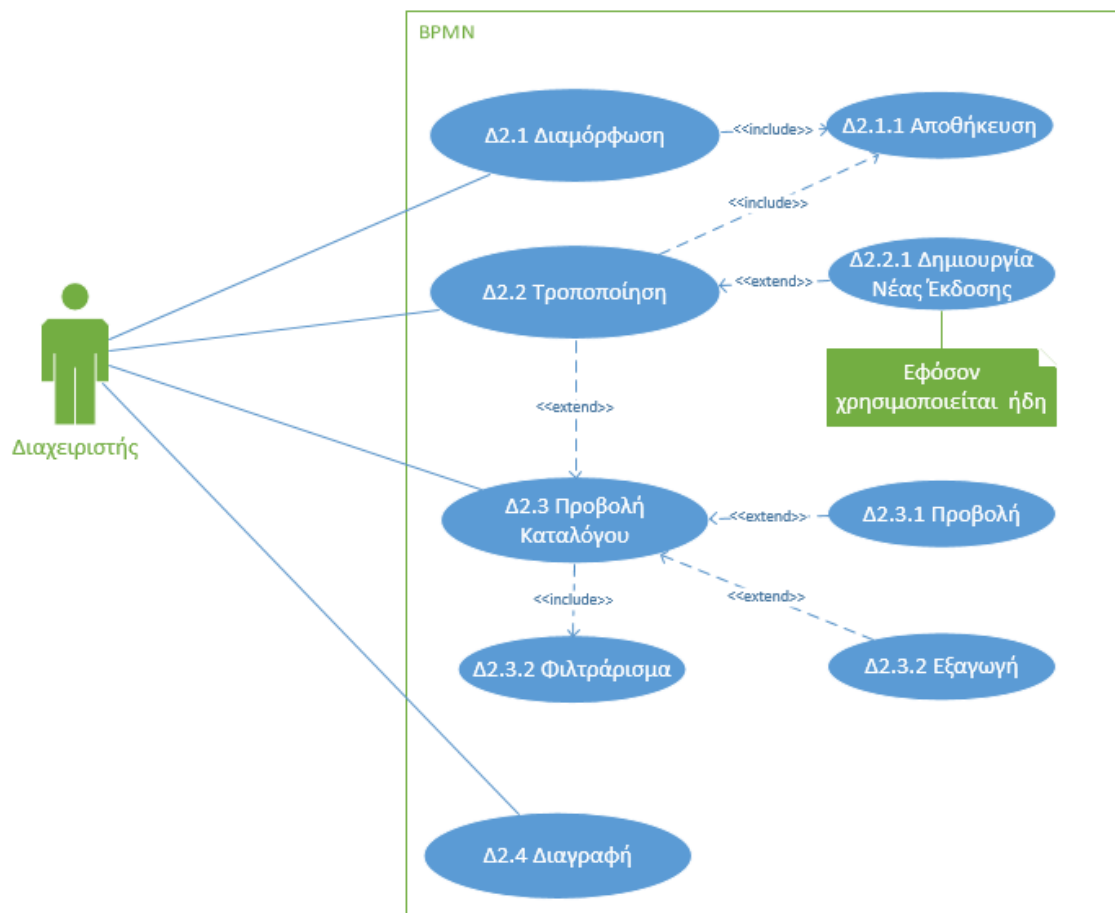 BPMN
Δ2.1 Διαμόρφωση
<<include>>
Δ2.1.1 Αποθήκευση
<<include>>
Δ2.2 Τροποποίηση
<<extend>>
Δ2.2.1 Δημιουργία
Νέας Έκδοσης
Εφόσον
χρησιμοποιείται ήδη
Διαχειριστής
<<extend>>
Δ2.3 Προβολή
Καταλόγου
<<extend>>
Δ2.3.1 Προβολή
<<include>>
<<extend>>
Δ2.3.2 Φιλτράρισμα
Δ2.3.2 Εξαγωγή
Δ2.4 Διαγραφή